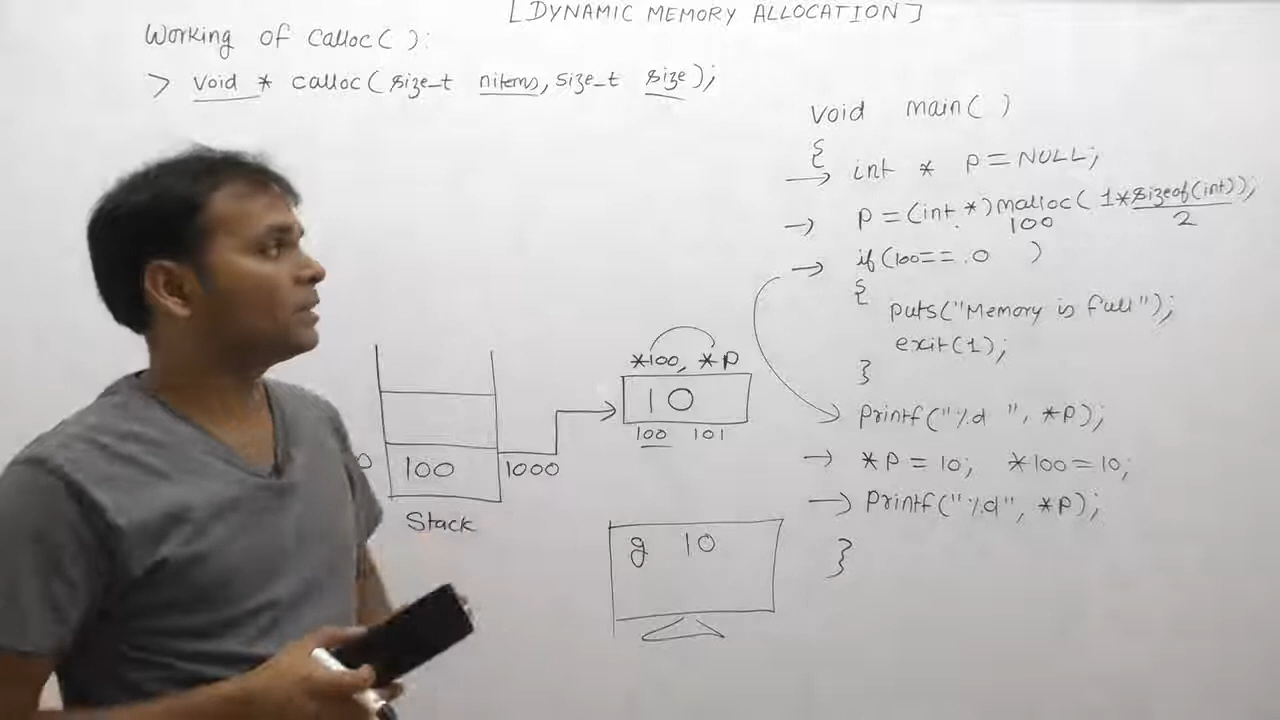 [DYNAMIC MEMORY ALLOCATION]
Working of calloc():
> void * calloc(size_t nitems, size_t size);
void main()
{
→ int * p=NULL;
→ p=(int *)malloc(1*sizeof(int));
100 2
→ if(100==0 )
{
puts("Memory is full");
exit(1);
}
printf("%d ", *p);
→ *p=10; *100=10;
→ printf("%d", *p);
}
*100, *p
10
100 101
0 100 1000
Stack
g 10